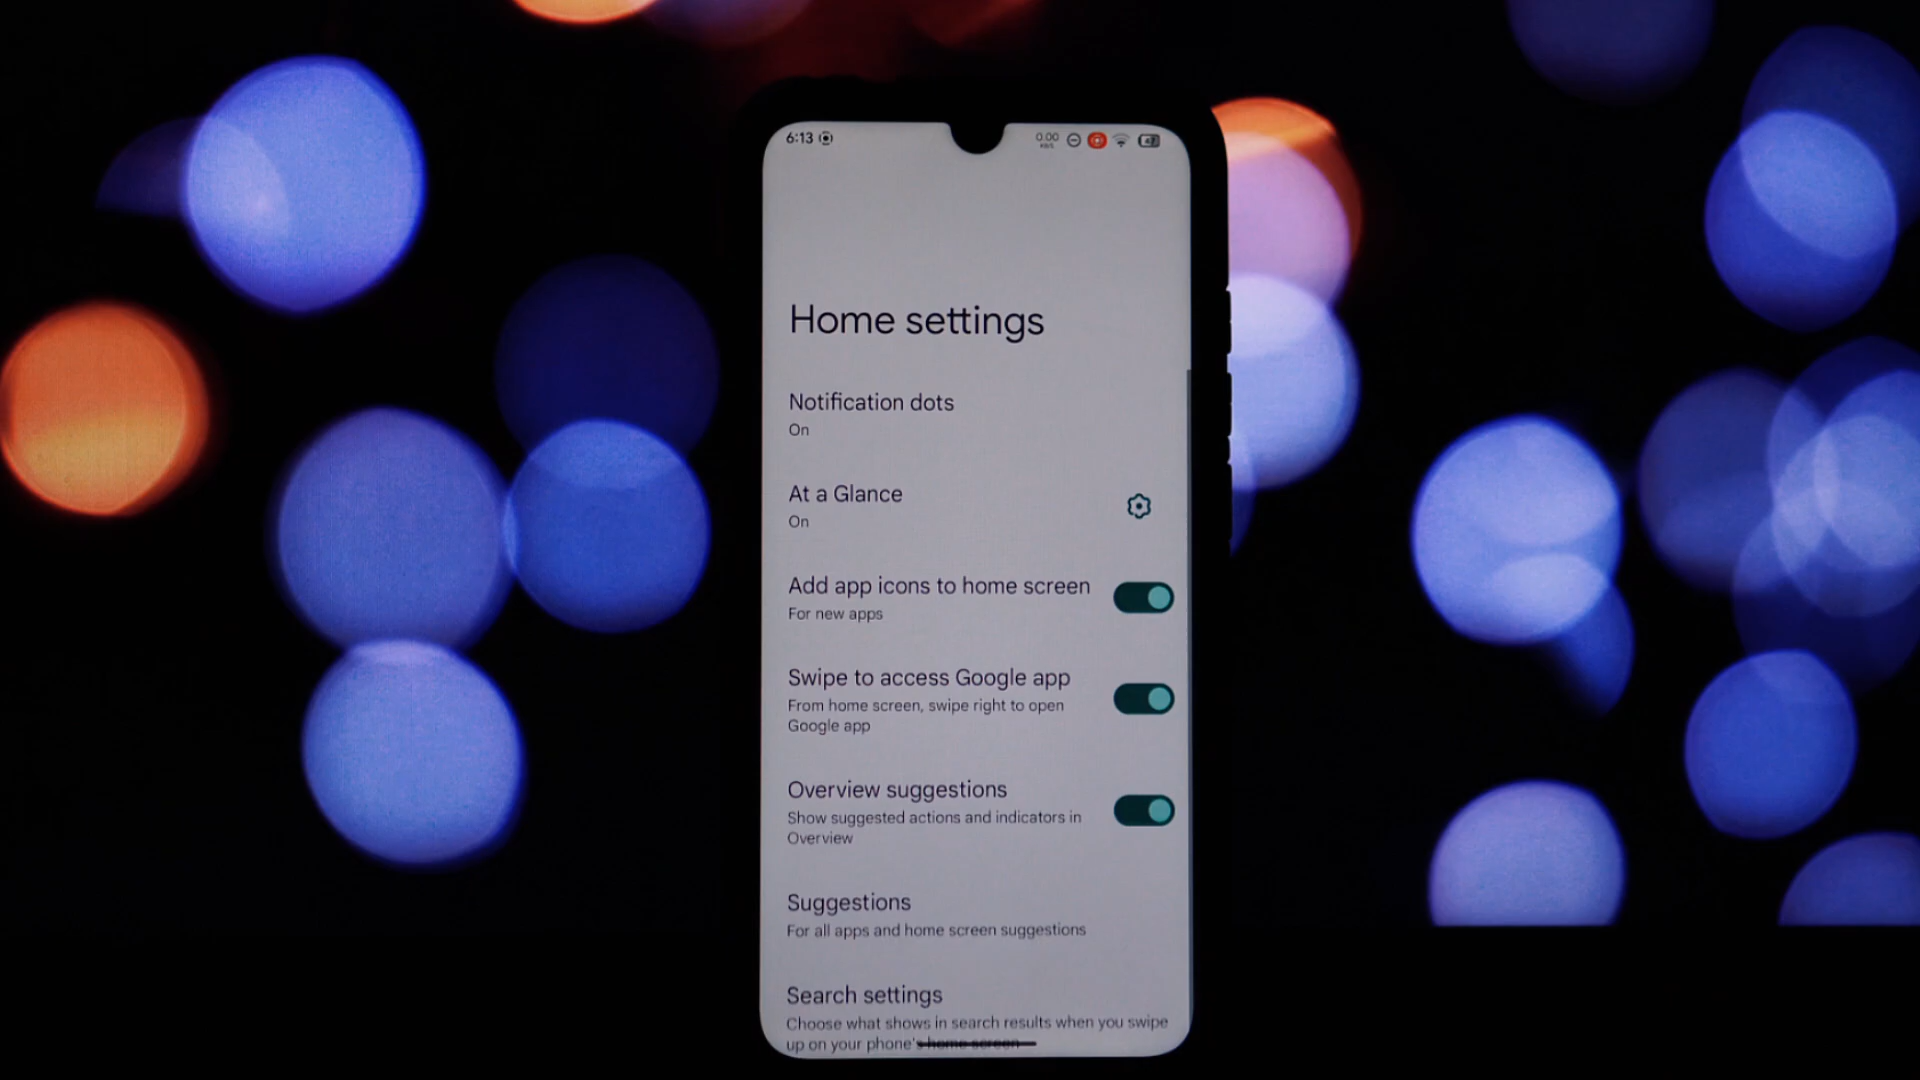 6:13
0.00
KB/S
Home settings
Notification dots
On
At a Glance
On
Add app icons to home screen
For new apps
Swipe to access Google app
From home screen, swipe right to open
Google app
Overview suggestions
Show suggested actions and indicators in
Overview
Suggestions
For all apps and home screen suggestions
Search settings
Choose what shows in search results when you swipe
up on your phone's home screen